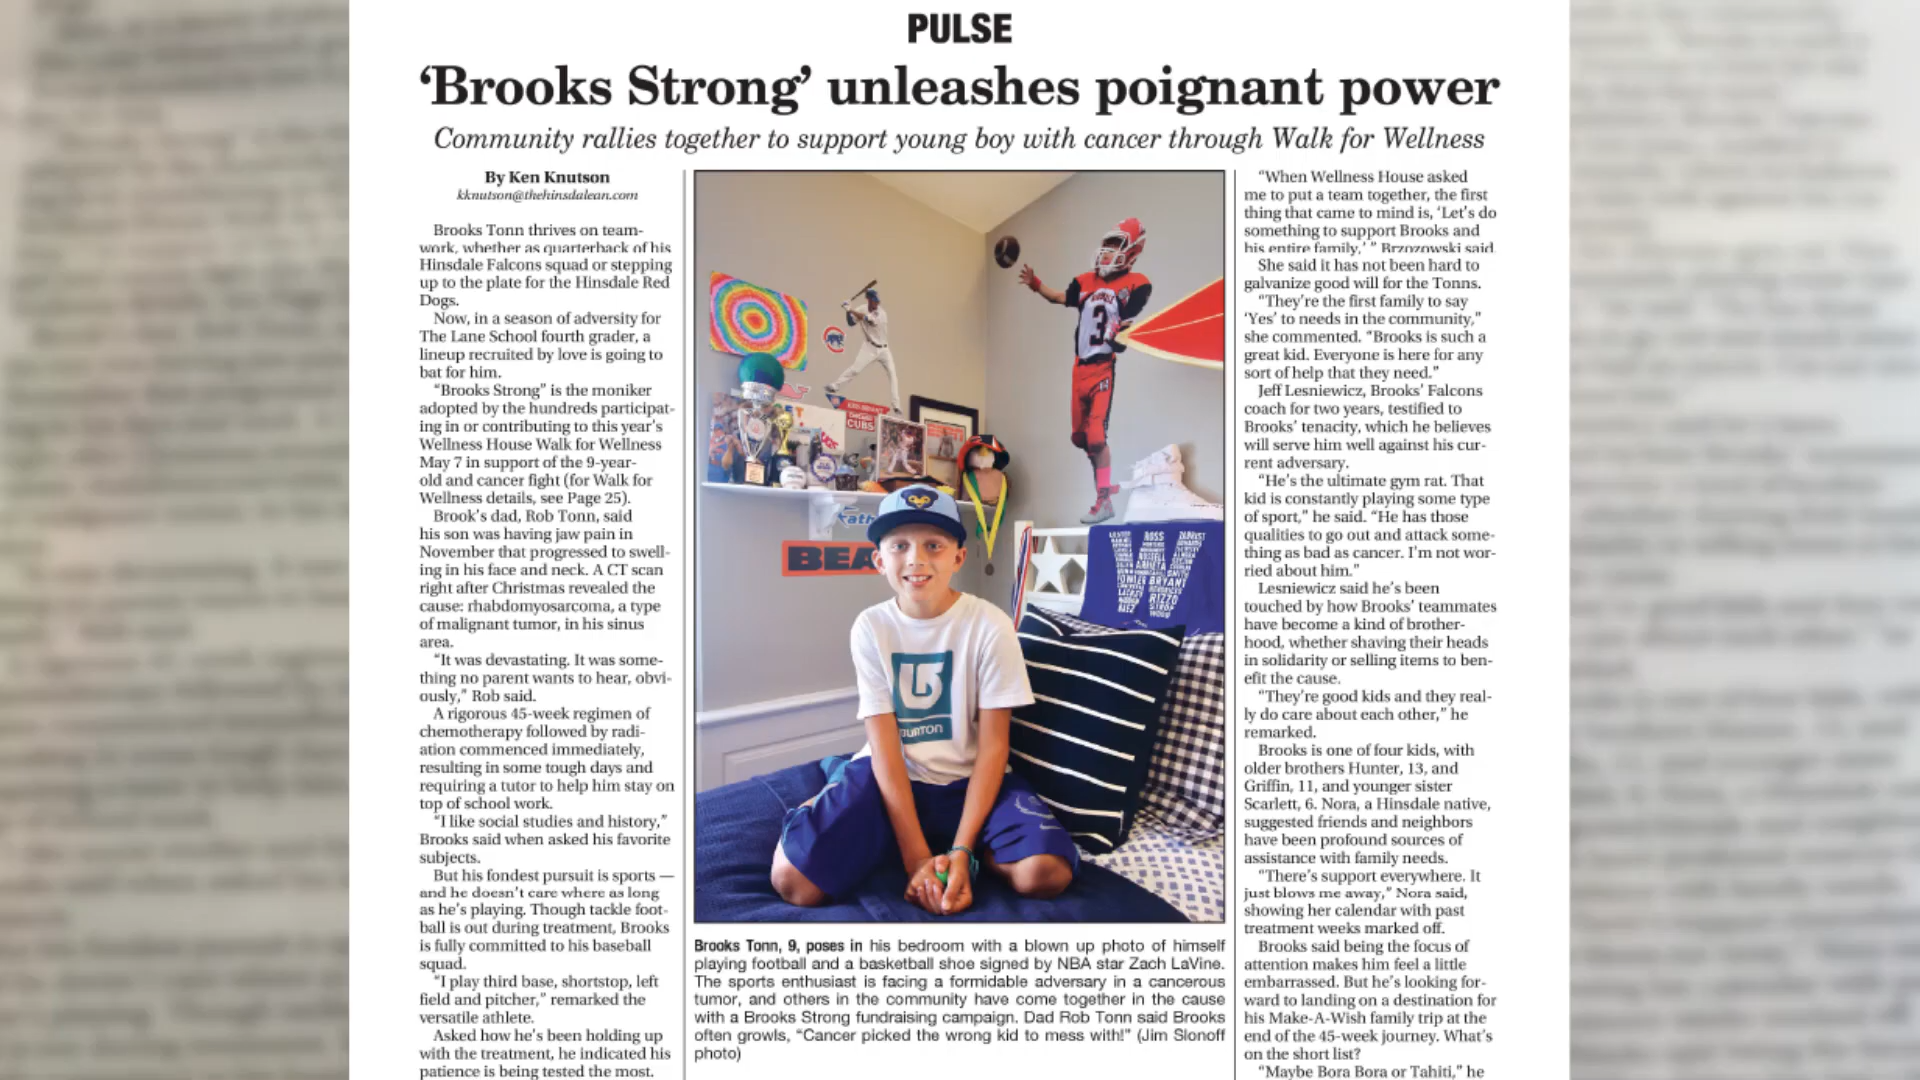 PULSE
‘Brooks Strong’ unleashes poignant power
Community rallies together to support young boy with cancer through Walk for Wellness
By Ken Knutson
kknutson@thehinsdalean.com
Brooks Tonn thrives on team-
work, whether as quarterback of his
Hinsdale Falcons squad or stepping
up to the plate for the Hinsdale Red
Dogs.
Now, in a season of adversity for
The Lane School fourth grader, a
lineup recruited by love is going to
bat for him.
“Brooks Strong” is the moniker
adopted by the hundreds participat-
ing in or contributing to this year’s
Wellness House Walk for Wellness
May 7 in support of the 9-year-
old and cancer fight (for Walk for
Wellness details, see Page 25).
Brook’s dad, Rob Tonn, said
his son was having jaw pain in
November that progressed to swell-
ing in his face and neck. A CT scan
right after Christmas revealed the
cause: rhabdomyosarcoma, a type
of malignant tumor, in his sinus
area.
“It was devastating. It was some-
thing no parent wants to hear, obvi-
ously,” Rob said.
A rigorous 45-week regimen of
chemotherapy followed by radi-
ation commenced immediately,
resulting in some tough days and
requiring a tutor to help him stay on
top of school work.
“I like social studies and history,”
Brooks said when asked his favorite
subjects.
But his fondest pursuit is sports —
and he doesn’t care where as long
as he’s playing. Though tackle foot-
ball is out during treatment, Brooks
is fully committed to his baseball
squad.
“I play third base, shortstop, left
field and pitcher,” remarked the
versatile athlete.
Asked how he’s been holding up
with the treatment, he indicated his
patience is being tested the most.
3
CUBS
BEA
ROSS
RUSSELL
ARRIETA
SMITH
FOWLER BRYANT
RIZZO
BAEZ
BURTON
Brooks Tonn, 9, poses in his bedroom with a blown up photo of himself
playing football and a basketball shoe signed by NBA star Zach LaVine.
The sports enthusiast is facing a formidable adversary in a cancerous
tumor, and others in the community have come together in the cause
with a Brooks Strong fundraising campaign. Dad Rob Tonn said Brooks
often growls, “Cancer picked the wrong kid to mess with!” (Jim Slonoff
photo)
“When Wellness House asked
me to put a team together, the first
thing that came to mind is, ‘Let’s do
something to support Brooks and
his entire family,’ ” Brzozowski said.
She said it has not been hard to
galvanize good will for the Tonns.
“They’re the first family to say
‘Yes’ to needs in the community,”
she commented. “Brooks is such a
great kid. Everyone is here for any
sort of help that they need.”
Jeff Lesniewicz, Brooks’ Falcons
coach for two years, testified to
Brooks’ tenacity, which he believes
will serve him well against his cur-
rent adversary.
“He’s the ultimate gym rat. That
kid is constantly playing some type
of sport,” he said. “He has those
qualities to go out and attack some-
thing as bad as cancer. I’m not wor-
ried about him.”
Lesniewicz said he’s been
touched by how Brooks’ teammates
have become a kind of brother-
hood, whether shaving their heads
in solidarity or selling items to ben-
efit the cause.
“They’re good kids and they real-
ly do care about each other,” he
remarked.
Brooks is one of four kids, with
older brothers Hunter, 13, and
Griffin, 11, and younger sister
Scarlett, 6. Nora, a Hinsdale native,
suggested friends and neighbors
have been profound sources of
assistance with family needs.
“There’s support everywhere. It
just blows me away,” Nora said,
showing her calendar with past
treatment weeks marked off.
Brooks said being the focus of
attention makes him feel a little
embarrassed. But he’s looking for-
ward to landing on a destination for
his Make-A-Wish family trip at the
end of the 45-week journey. What’s
on the short list?
“Maybe Bora Bora or Tahiti,” he